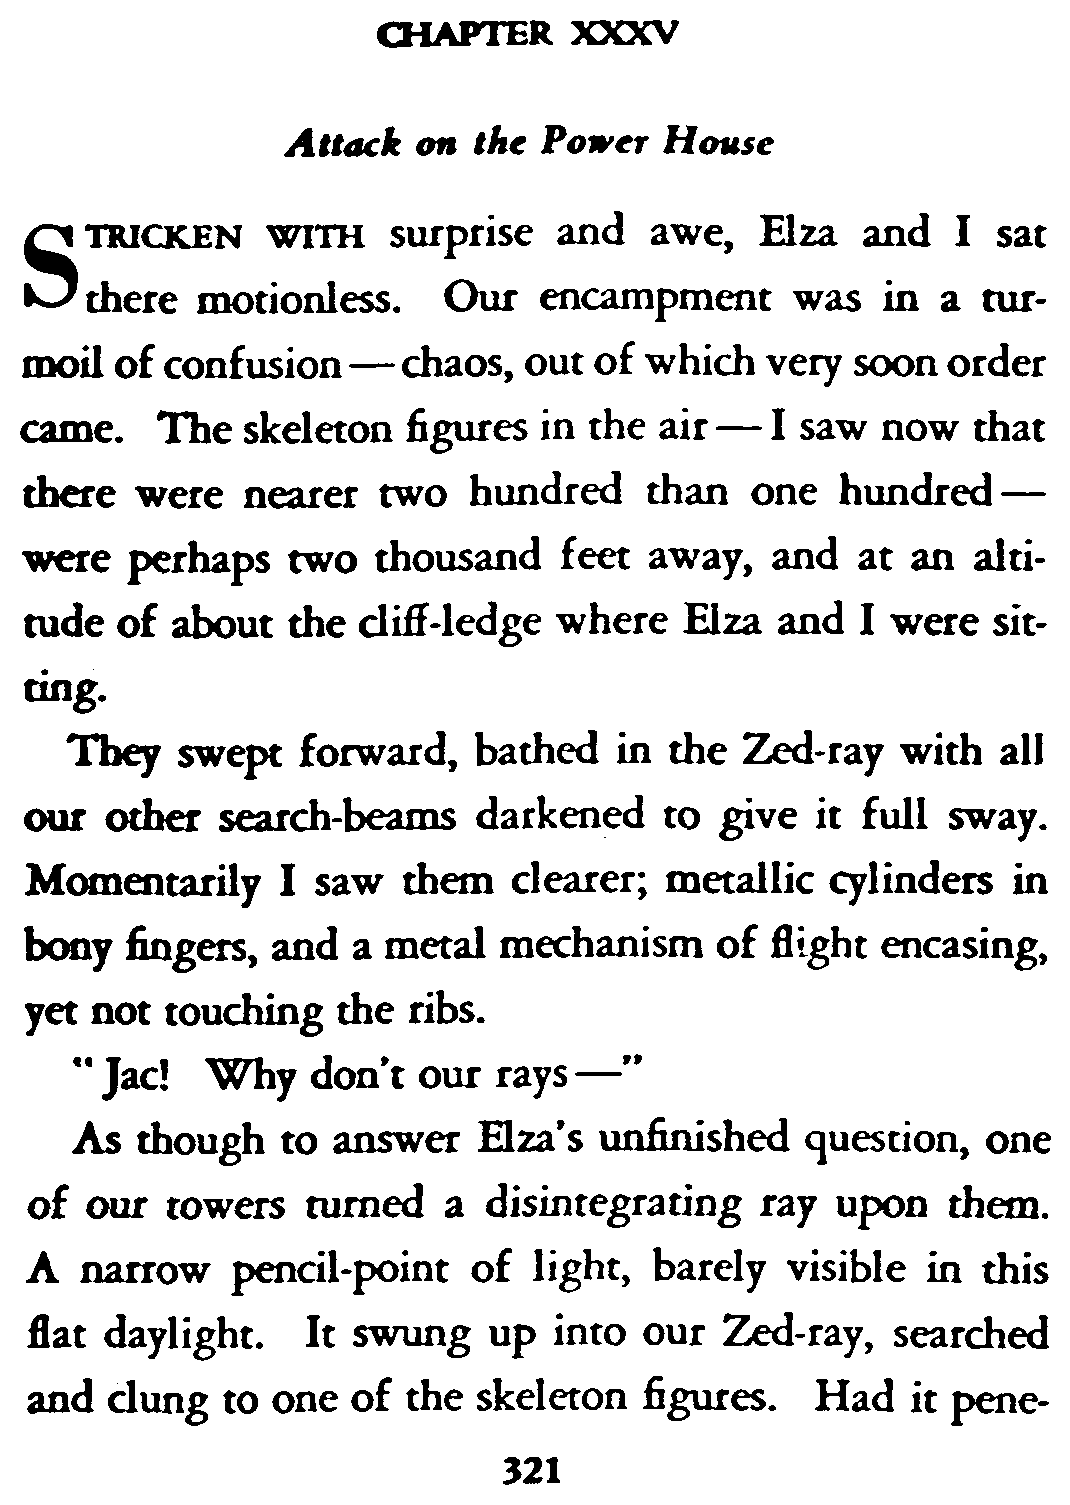 CHAPTER XXXV
Attack on the Power House
STRICKEN WITH surprise and awe, Elza and I sat
there motionless. Our encampment was in a tur-
moil of confusion—chaos, out of which very soon order
came. The skeleton figures in the air—I saw now that
there were nearer two hundred than one hundred—
were perhaps two thousand feet away, and at an alti-
tude of about the cliff-ledge where Elza and I were sit-
ting.
They swept forward, bathed in the Zed-ray with all
our other search-beams darkened to give it full sway.
Momentarily I saw them clearer; metallic cylinders in
bony fingers, and a metal mechanism of flight encasing,
yet not touching the ribs.
"Jac! Why don't our rays—"
As though to answer Elza's unfinished question, one
of our towers turned a disintegrating ray upon them.
A narrow pencil-point of light, barely visible in this
flat daylight. It swung up into our Zed-ray, searched
and clung to one of the skeleton figures. Had it pene-
321